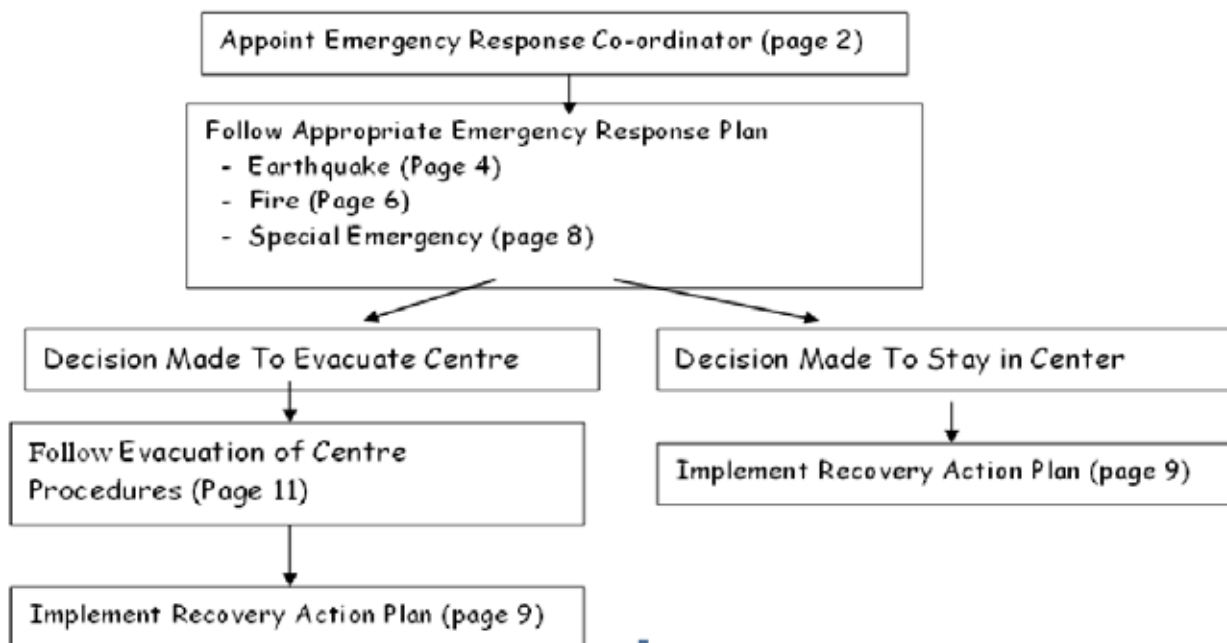 Appoint Emergency Response Co-ordinator (page 2)
Follow Appropriate Emergency Response Plan
- Earthquake (Page 4)
- Fire (Page 6)
- Special Emergency (page 8)
Decision Made To Evacuate Centre
Decision Made To Stay in Center
Follow Evacuation of Centre
Procedures (Page 11)
Implement Recovery Action Plan (page 9)
Implement Recovery Action Plan (page 9)